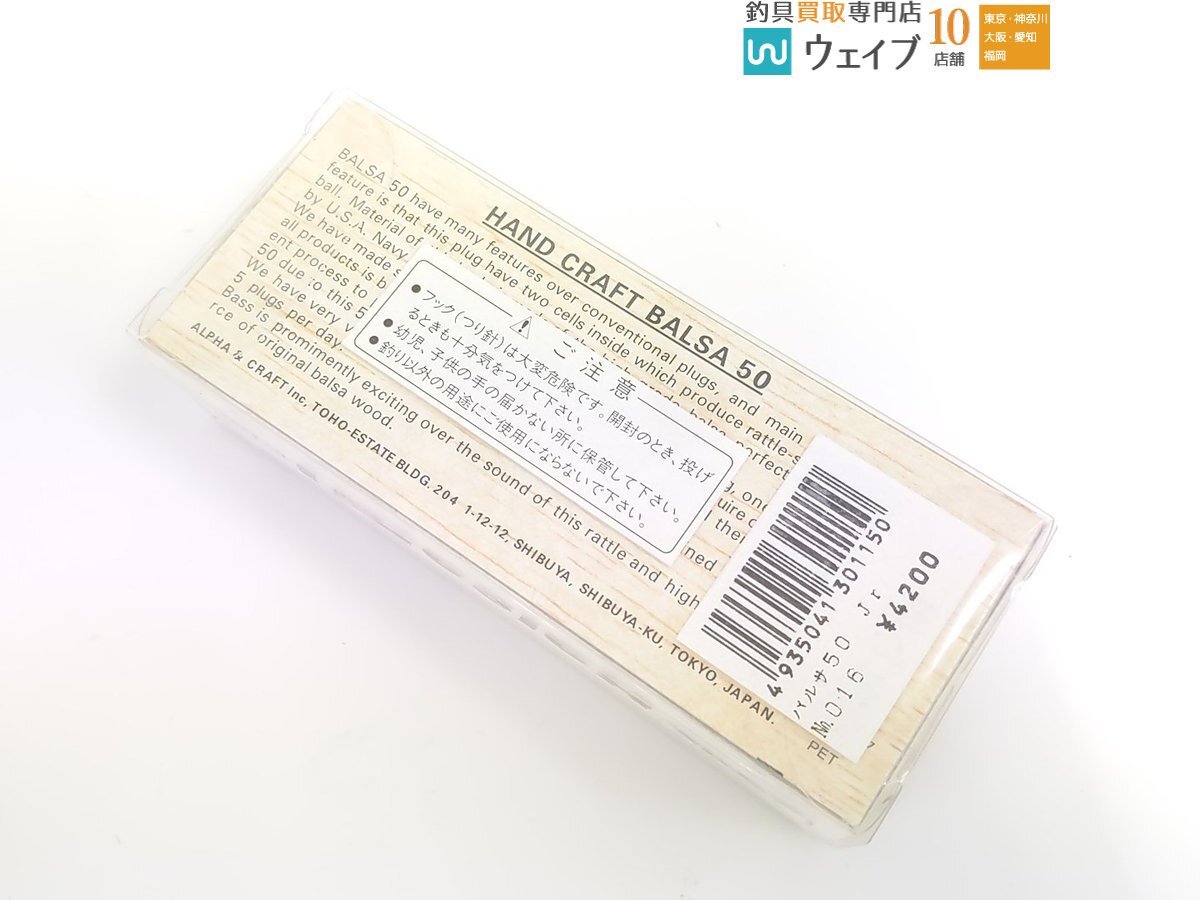 釣具買取専門店
ウェイブ
10
店舗
東京・神奈川
大阪・愛知
福岡
HAND CRAFT BALSA 50
BALSA 50 have many features over conventional plugs, and main
feature is that this plug have two cells inside which produce rattle-s
ball. Material of
by U.S.A. Navy perfect
We have made
all products is b
ent process to
50 due to this 5 ned
We have very
5 plugs per day
Bass is promimently exciting over the sound of this rattle and high
rce of original balsa wood.
ALPHA & CRAFT Inc, TOHO-ESTATE BLDG. 204 1-12-12, SHIBUYA, SHIBUYA-KU, TOKYO, JAPAN.
ご注意
●フック(つり針)は大変危険です。開封のとき、投げ
るときも十分気をつけて下さい。
●幼児、子供の手の届かない所に保管して下さい。
●釣り以外の用途にご使用にならないで下さい。
4935041301150
バルサ50 Jr
№016 ¥4200
PET